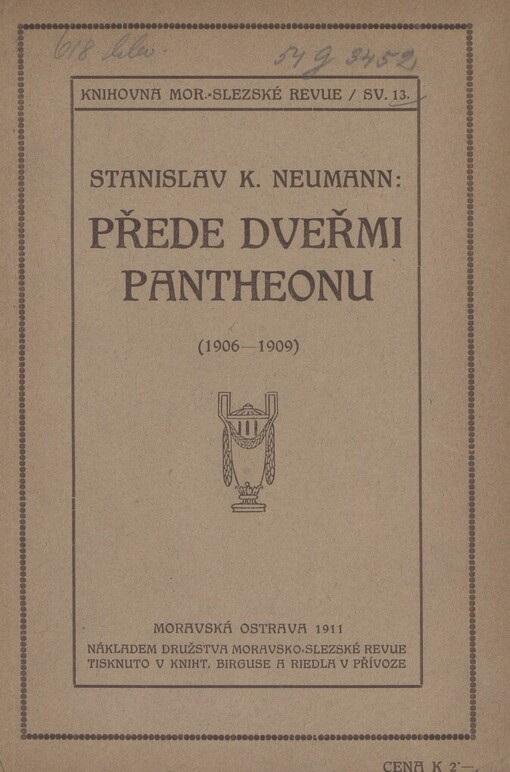 618
54 g 3452
KNIHOVNA MOR.-SLEZSKÉ REVUE / SV. 13.
STANISLAV K. NEUMANN:
PŘEDE DVEŘMI
PANTHEONU
(1906—1909)
MORAVSKÁ OSTRAVA 1911
NÁKLADEM DRUŽSTVA MORAVSKO-SLEZSKÉ REVUE
TISKNUTO V KNIHT. BIRGUSE A RIEDLA V PŘÍVOZE
CENA K 2·—.